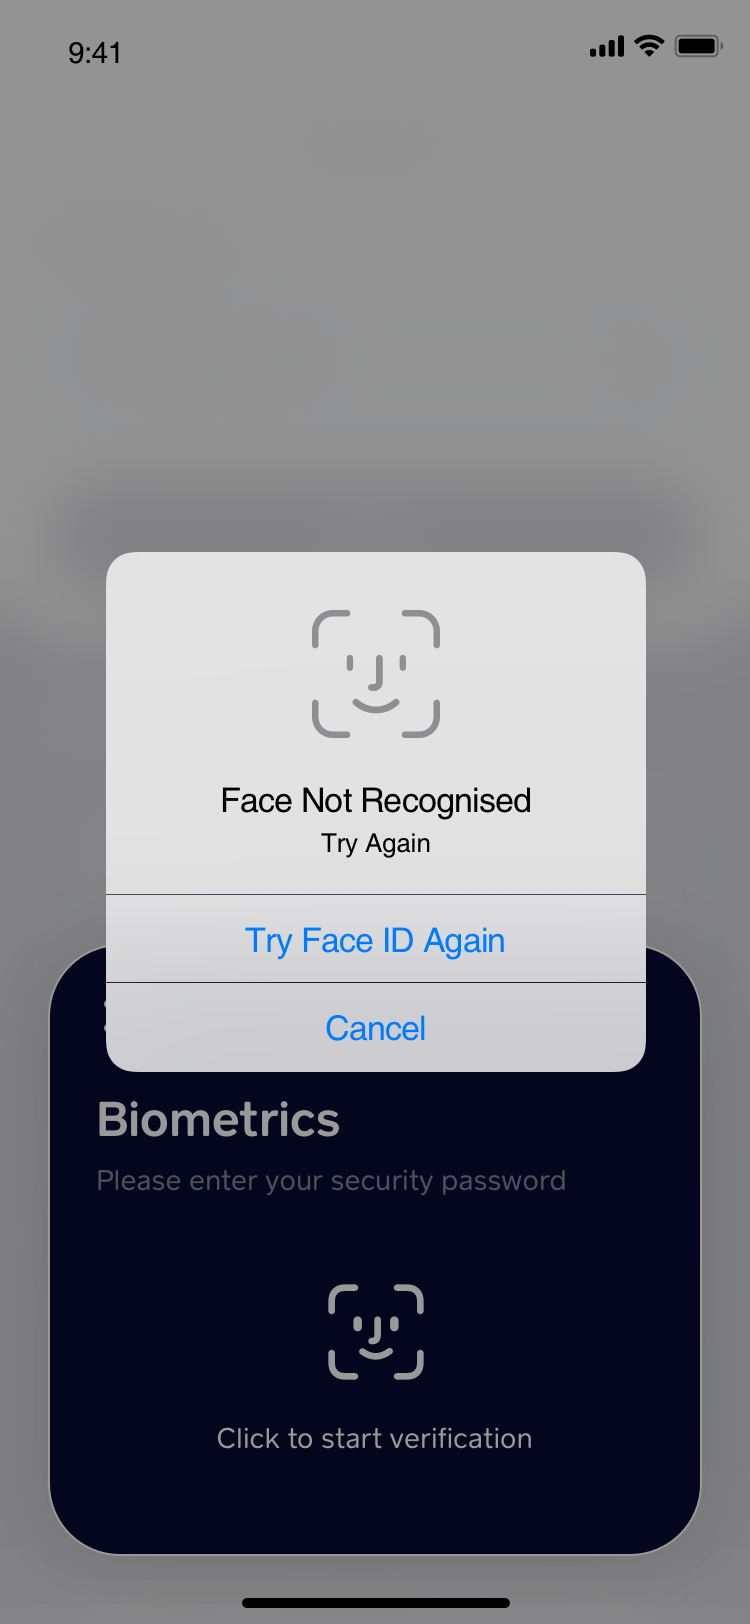 9:41
Face Not Recognised
Try Again
Try Face ID Again
Cancel
Biometrics
Please enter your security password
Click to start verification